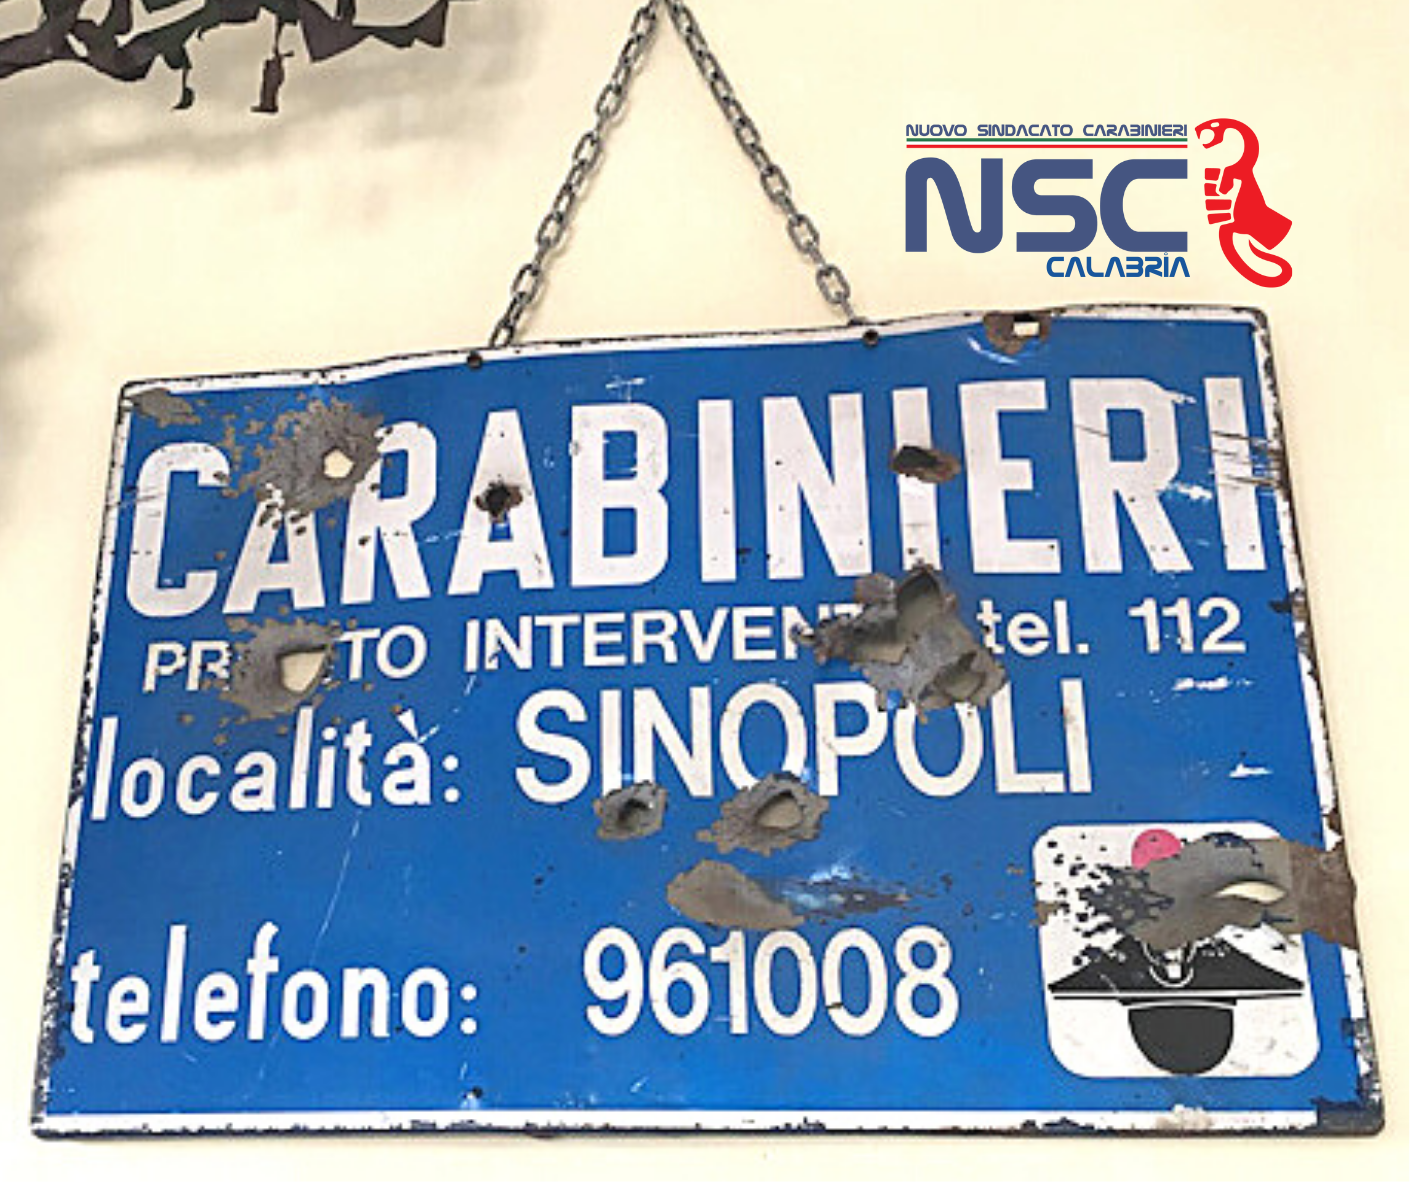 NUOVO SINDACATO CARABINIERI
NSC
CALABRIA
CARABINIERI
tel. 112
località: SINOPOLI
telefono: 961008